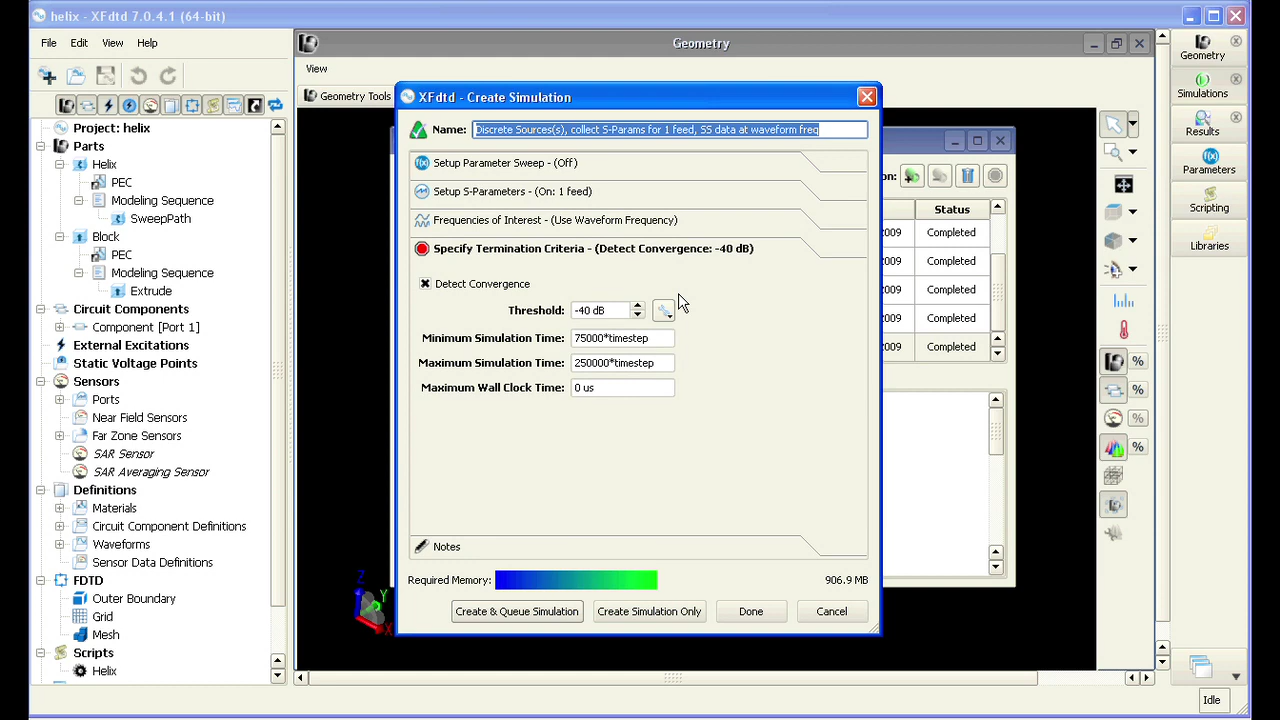 helix - XFdtd 7.0.4.1 (64-bit)
File Edit View Help
Project: helix
Parts
Helix
PEC
Modeling Sequence
SweepPath
Block
PEC
Modeling Sequence
Extrude
Circuit Components
Component [Port 1]
External Excitations
Static Voltage Points
Sensors
Ports
Near Field Sensors
Far Zone Sensors
SAR Sensor
SAR Averaging Sensor
Definitions
Materials
Circuit Component Definitions
Waveforms
Sensor Data Definitions
FDTD
Outer Boundary
Grid
Mesh
Scripts
Helix
Geometry
View
Geometry Tools
XFdtd - Create Simulation
Name: Discrete Sources(s), collect S-Params for 1 feed, SS data at waveform freq
Setup Parameter Sweep - (Off)
Setup S-Parameters - (On: 1 feed)
Frequencies of Interest - (Use Waveform Frequency)
Specify Termination Criteria - (Detect Convergence: -40 dB)
Detect Convergence
Threshold: -40 dB
Minimum Simulation Time: 75000*timestep
Maximum Simulation Time: 250000*timestep
Maximum Wall Clock Time: 0 us
Notes
Required Memory: 906.9 MB
Create & Queue Simulation Create Simulation Only Done Cancel
on:
Status
2009 Completed
2009 Completed
2009 Completed
2009 Completed
2009 Completed
%
%
%
%
Geometry
Simulations
Results
Parameters
Scripting
Libraries
Idle